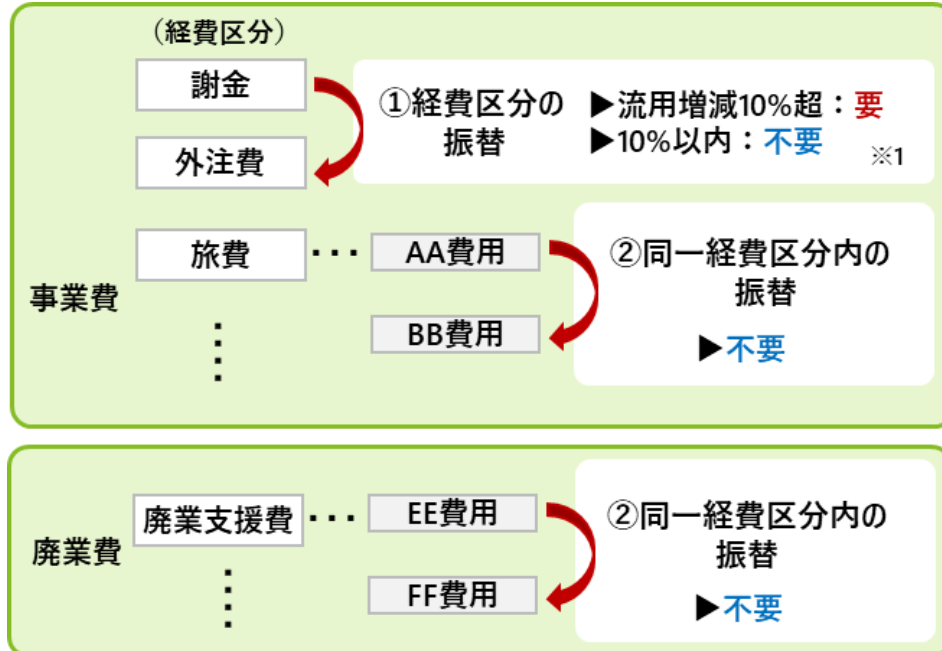 （経費区分）
謝金
外注費
①経費区分の
振替
▶流用増減10%超：要
▶10%以内：不要
※1
事業費
旅費 ･･･ AA費用
BB費用
②同一経費区分内の
振替
▶不要
廃業費
廃業支援費 ･･･ EE費用
FF費用
②同一経費区分内の
振替
▶不要